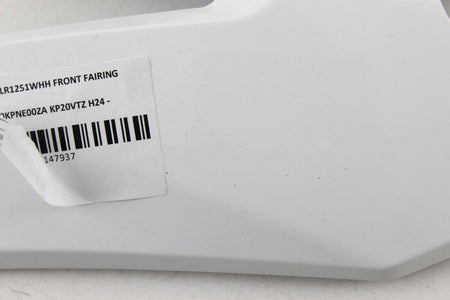 LR1251WHH FRONT FAIRING
0KPNE00ZA KP20VTZ H24 -
147937